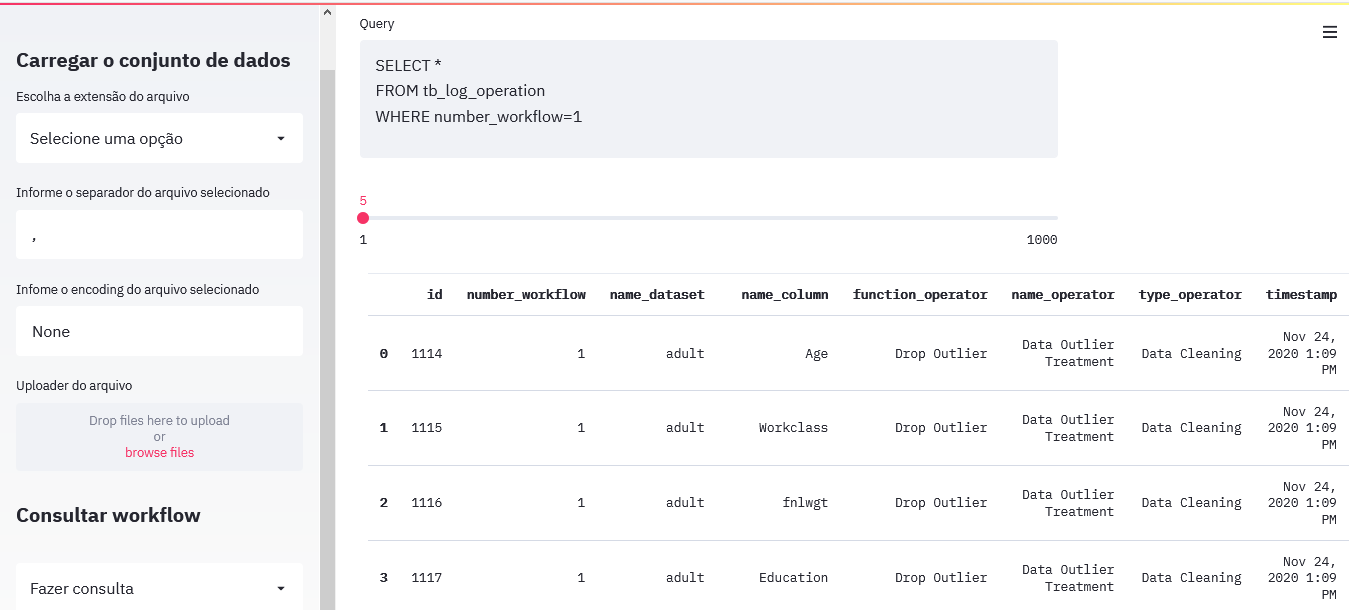 Carregar o conjunto de dados
Escolha a extensão do arquivo
Selecione uma opção
Informe o separador do arquivo selecionado
,
Infome o encoding do arquivo selecionado
None
Uploader do arquivo
Drop files here to upload
or
browse files
Consultar workflow
Fazer consulta
Query
SELECT *
FROM tb_log_operation
WHERE number_workflow=1
5
1 1000
id number_workflow name_dataset name_column function_operator name_operator type_operator timestamp
0 1114 1 adult Age Drop Outlier Data Outlier Treatment Data Cleaning Nov 24, 2020 1:09 PM
1 1115 1 adult Workclass Drop Outlier Data Outlier Treatment Data Cleaning Nov 24, 2020 1:09 PM
2 1116 1 adult fnlwgt Drop Outlier Data Outlier Treatment Data Cleaning Nov 24, 2020 1:09 PM
3 1117 1 adult Education Drop Outlier Data Outlier Treatment Data Cleaning Nov 24, 2020 1:09 PM